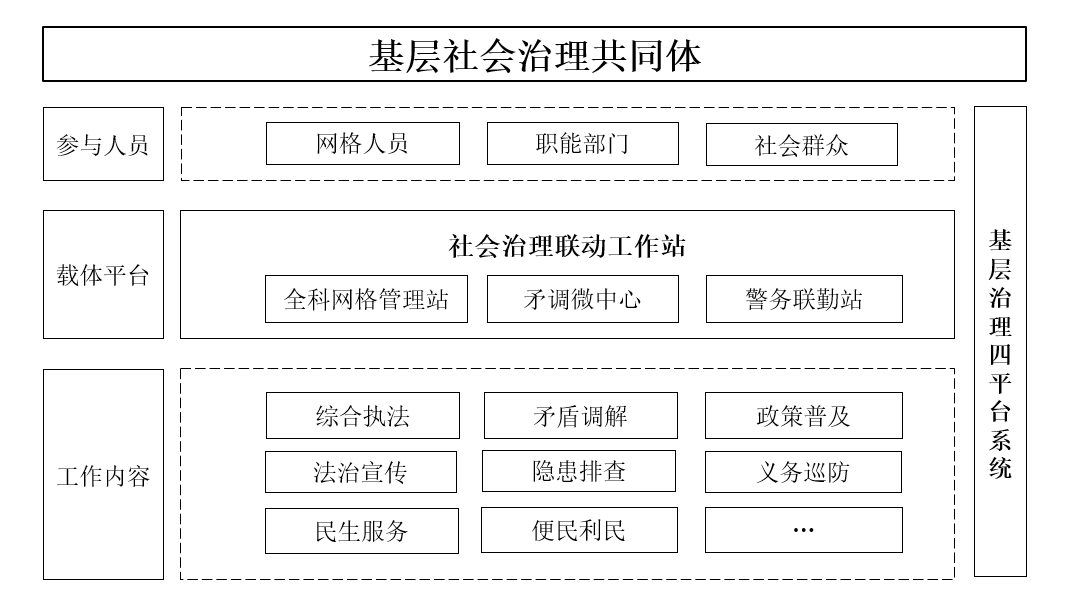 基层社会治理共同体
参与人员
网格人员
职能部门
社会群众
载体平台
社会治理联动工作站
全科网格管理站
矛调微中心
警务联勤站
工作内容
综合执法
矛盾调解
政策普及
法治宣传
隐患排查
义务巡防
民生服务
便民利民
…
基层治理四平台系统